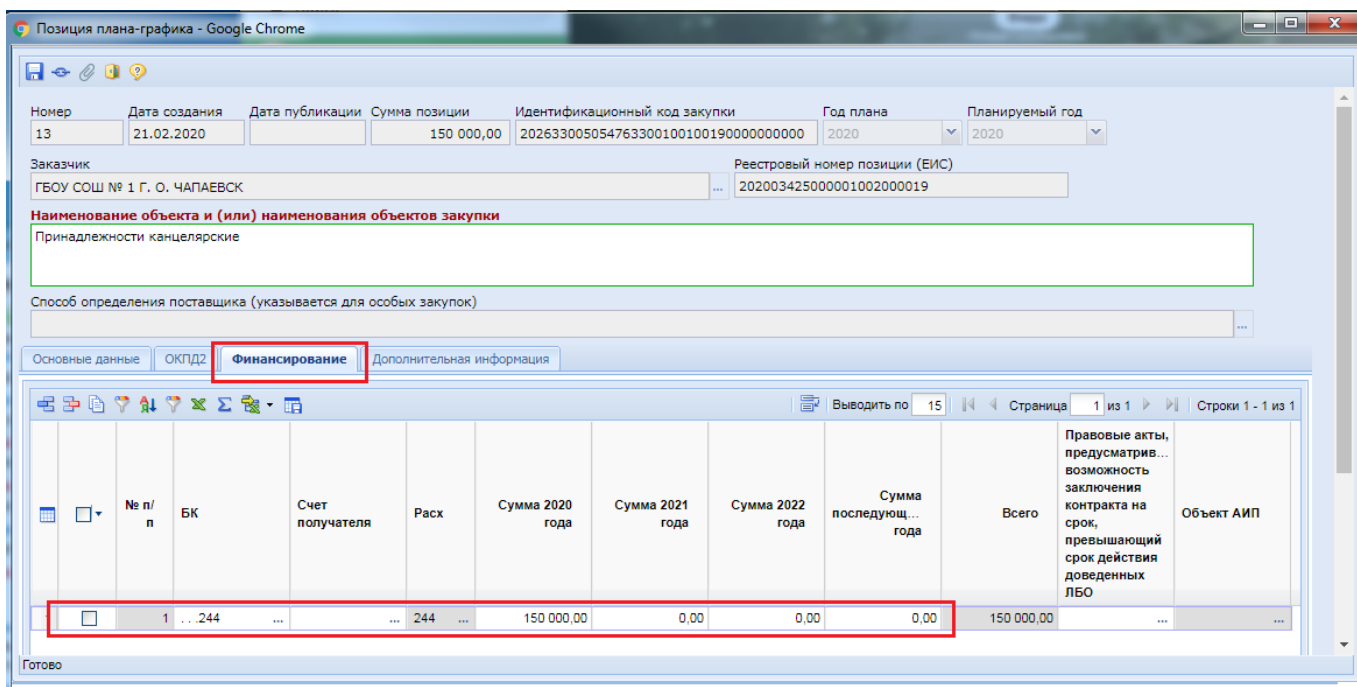 Позиция плана-графика - Google Chrome
Номер Дата создания Дата публикации Сумма позиции Идентификационный код закупки Год плана Планируемый год
13 21.02.2020 150 000,00 202633005054763300100100190000000000 2020 2020
Заказчик Реестровый номер позиции (ЕИС)
ГБОУ СОШ № 1 Г. О. ЧАПАЕВСК ... 202003425000001002000019
Наименование объекта и (или) наименования объектов закупки
Принадлежности канцелярские
Способ определения поставщика (указывается для особых закупок)
...
Основные данные ОКПД2 Финансирование Дополнительная информация
Выводить по 15 Страница 1 из 1 Строки 1 - 1 из 1
№ п/
п
БК
Счет
получателя
Расх
Сумма 2020
года
Сумма 2021
года
Сумма 2022
года
Сумма
последующ...
года
Всего
Правовые акты,
предусматрив...
возможность
заключения
контракта на
срок,
превышающий
срок действия
доведенных
ЛБО
Объект АИП
1 . . .244 ... ... 244 ... 150 000,00 0,00 0,00 0,00 150 000,00 ... ...
Готово